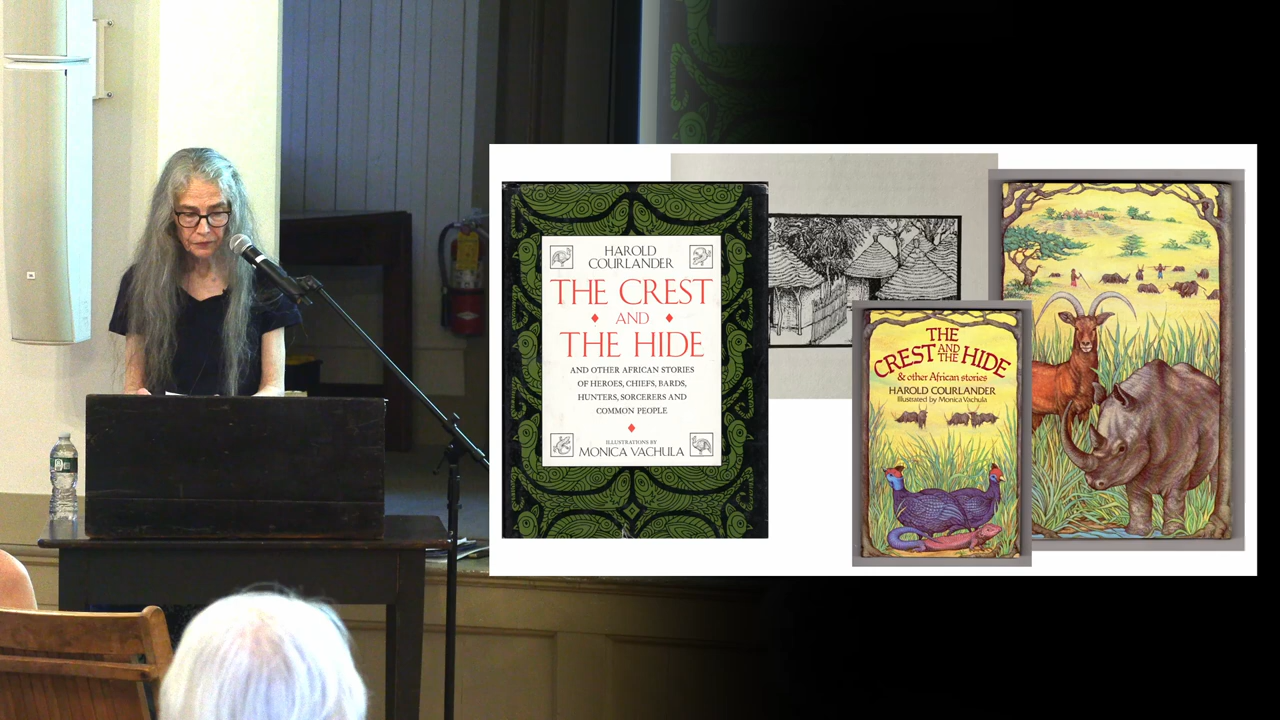 HAROLD
COURLANDER
THE CREST
AND
THE HIDE
AND OTHER AFRICAN STORIES
OF HEROES, CHIEFS, BARDS,
HUNTERS, SORCERERS AND
COMMON PEOPLE
ILLUSTRATIONS BY
MONICA VACHULA
THE
CREST AND THE HIDE
& other African stories
HAROLD COURLANDER
Illustrated by Monica Vachula